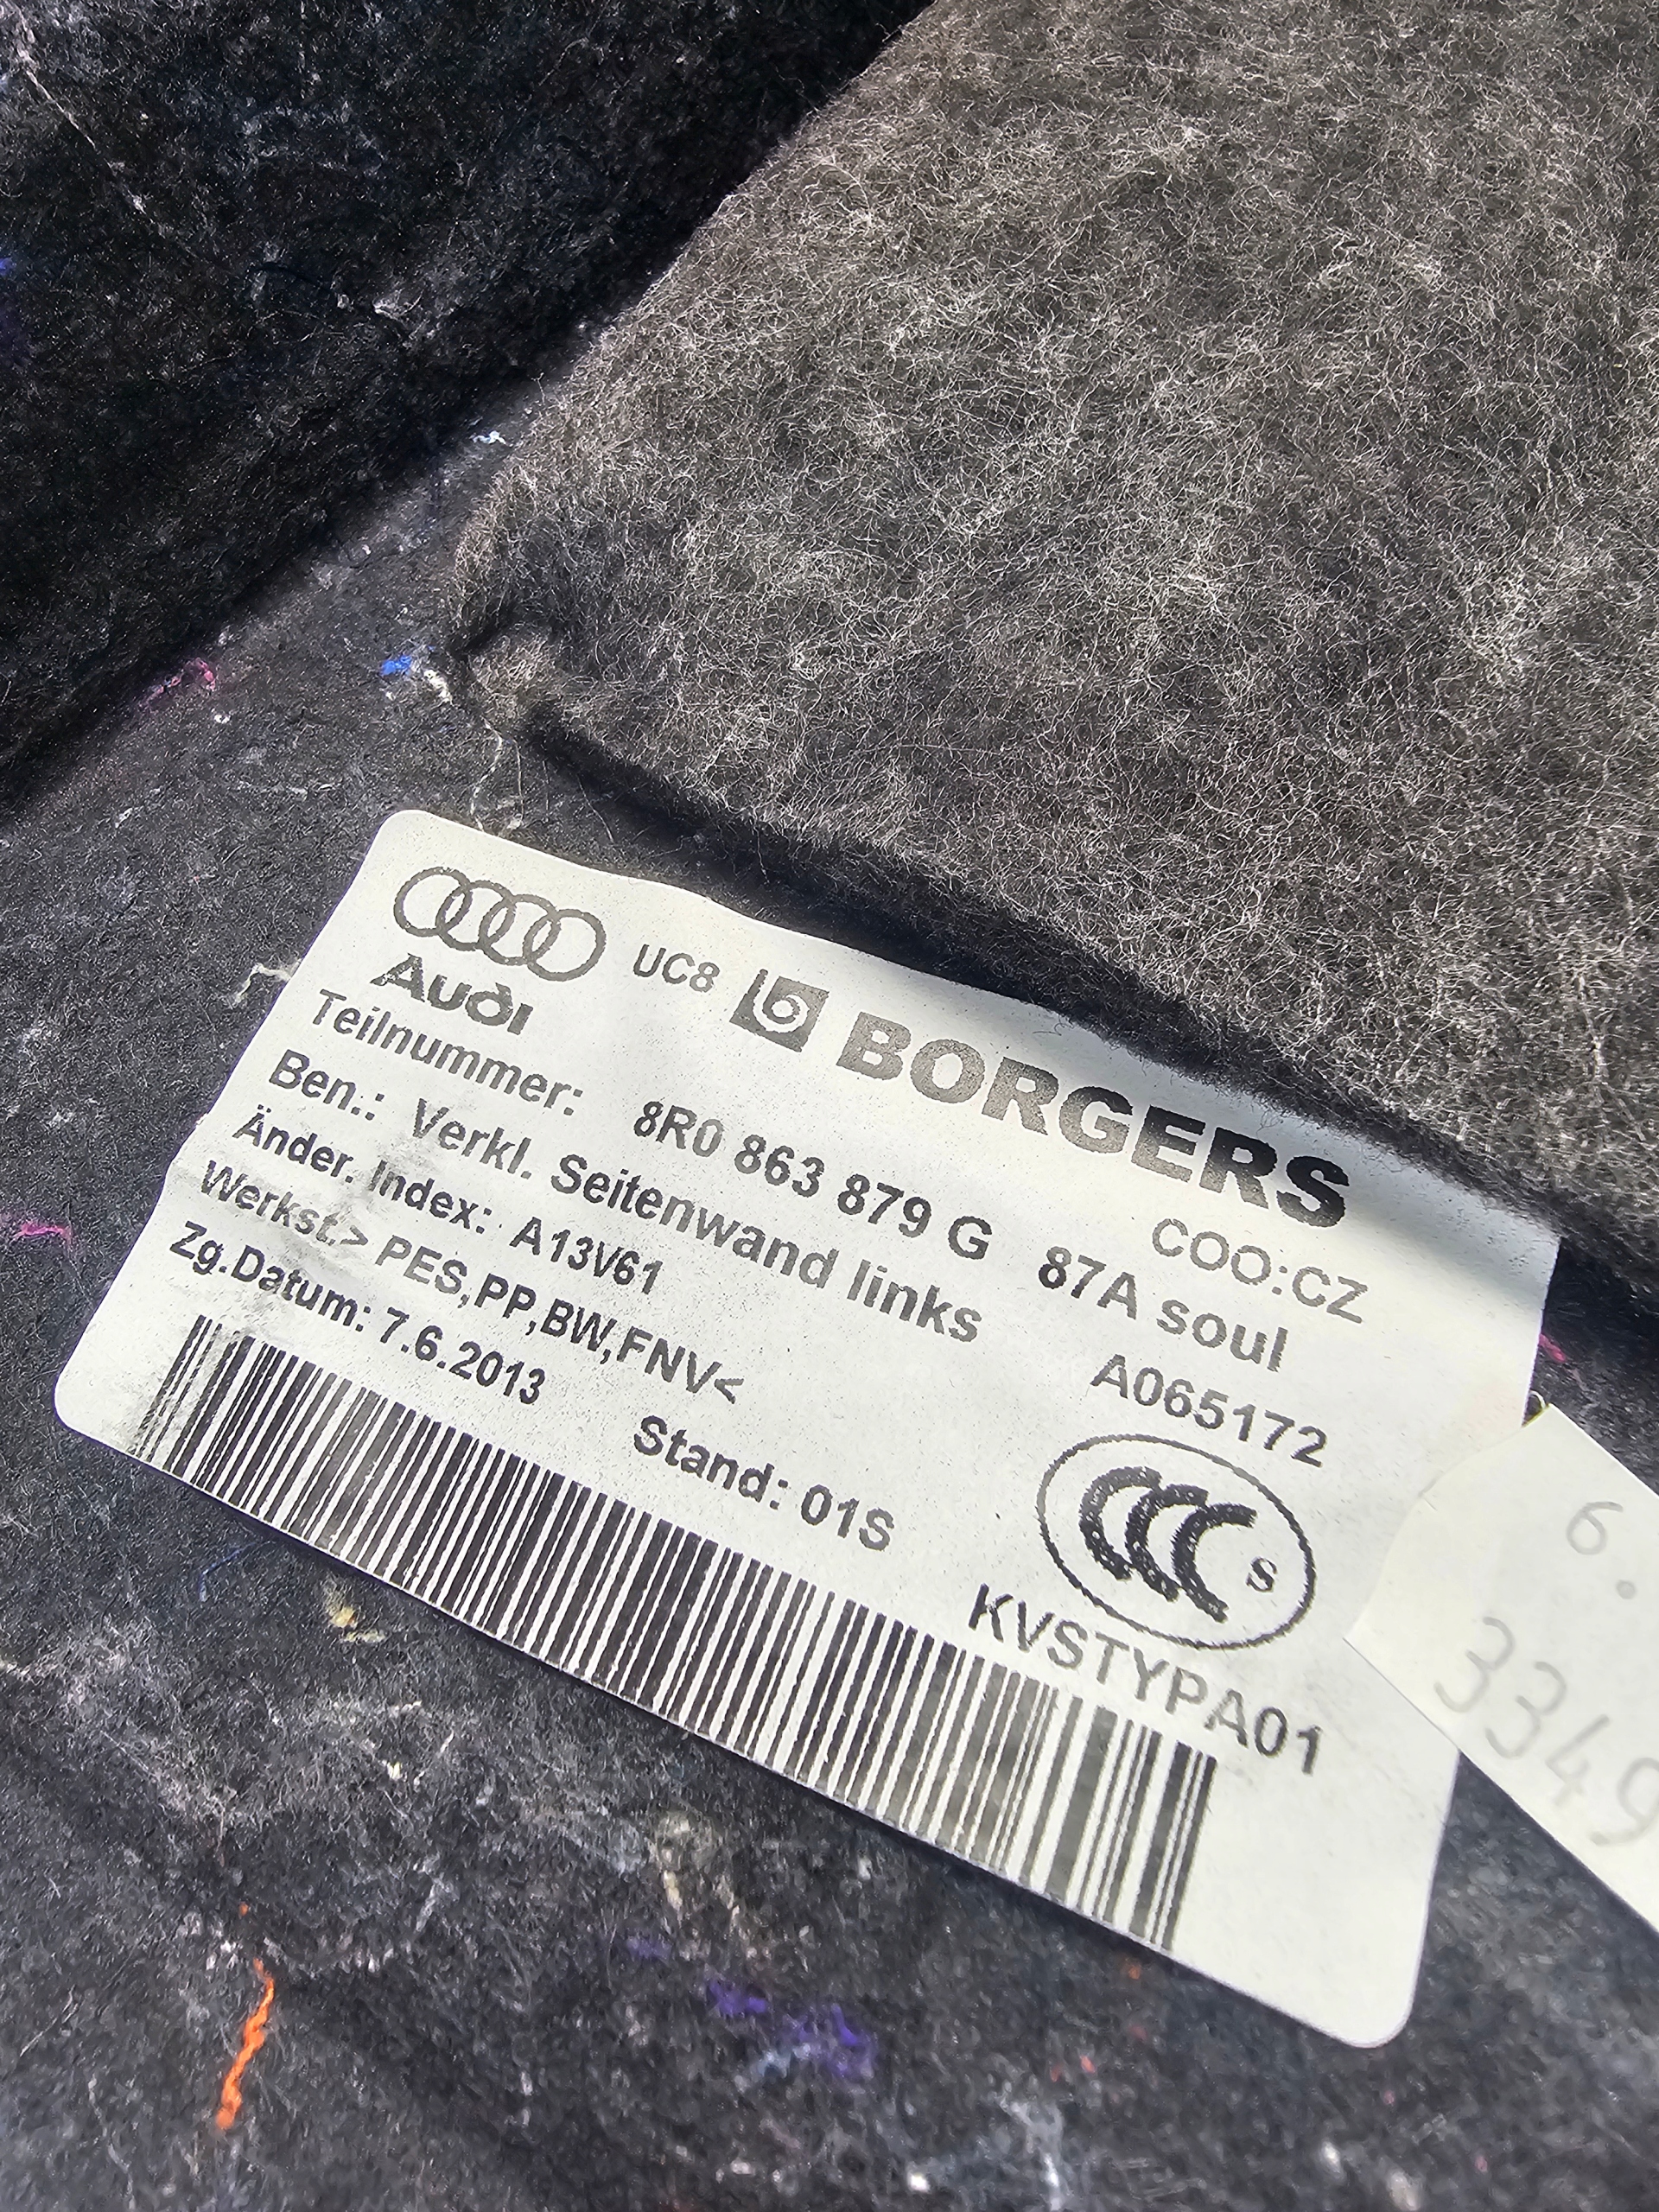 Audi UC8 BORGERS
COO:CZ
Teilnummer: 8R0 863 879 G 87A soul
Ben.: Verkl. Seitenwand links A065172
Änder. Index: A13V61
Werkst.> PES,PP,BW,FNV<
Zg.Datum: 7.6.2013 Stand: 01S
CCC S
KVSTYPA01
6.
3349